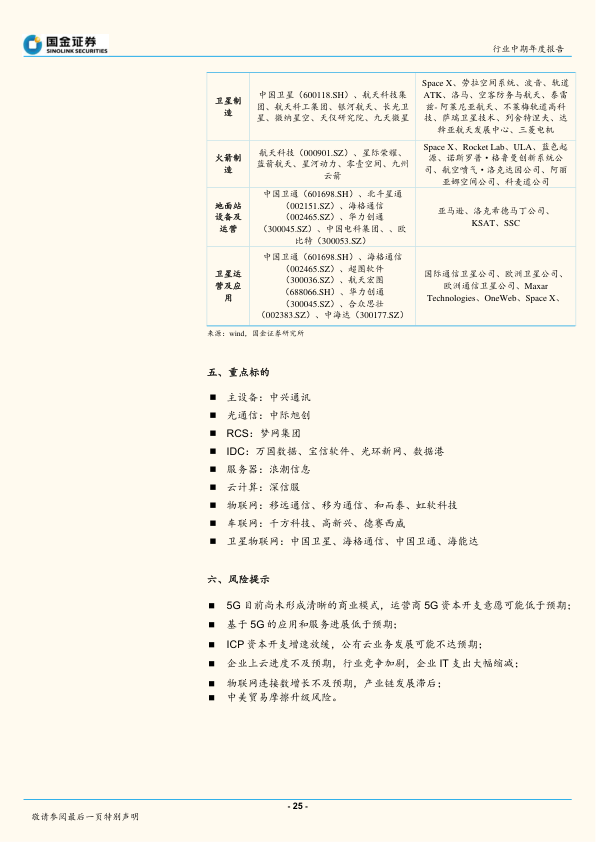 国金证券
SINOLINK SECURITIES
行业中期年度报告
卫星制
造
中国卫星（600118.SH）、航天科技集
团、航天科工集团、银河航天、长光卫
星、微纳星空、天仪研究院、九天微星
Space X、劳拉空间系统、波音、轨道
ATK、洛马、空客防务与航天、泰雷
兹-阿莱尼亚航天、不莱梅轨道高科
技、萨瑞卫星技术、列舍特涅夫、达
特亚航天发展中心、三菱电机
火箭制
造
航天科技（000901.SZ）、星际荣耀、
蓝箭航天、星河动力、零壹空间、九州
云箭
Space X、Rocket Lab、ULA、蓝色起
源、诺斯罗普·格鲁曼创新系统公
司、航空喷气·洛克达因公司、阿丽
亚娜空间公司、科麦道公司
地面站
设备及
运营
中国卫通（601698.SH）、北斗星通
（002151.SZ）、海格通信
（002465.SZ）、华力创通
（300045.SZ）、中国电科集团、、欧
比特（300053.SZ）
亚马逊、洛克希德马丁公司、
KSAT、SSC
卫星运
营及应
用
中国卫通（601698.SH）、海格通信
（002465.SZ）、超图软件
（300036.SZ）、航天宏图
（688066.SH）、华力创通
（300045.SZ）、合众思壮
（002383.SZ）、中海达（300177.SZ）
国际通信卫星公司、欧洲卫星公司、
欧洲通信卫星公司、Maxar
Technologies、OneWeb、Space X、
来源：wind，国金证券研究所
五、重点标的
■ 主设备：中兴通讯
■ 光通信：中际旭创
■ RCS：梦网集团
■ IDC：万国数据、宝信软件、光环新网、数据港
■ 服务器：浪潮信息
■ 云计算：深信服
■ 物联网：移远通信、移为通信、和而泰、虹软科技
■ 车联网：千方科技、高新兴、德赛西威
■ 卫星物联网：中国卫星、海格通信、中国卫通、海能达
六、风险提示
■ 5G 目前尚未形成清晰的商业模式，运营商 5G 资本开支意愿可能低于预期；
■ 基于 5G 的应用和服务进展低于预期；
■ ICP 资本开支增速放缓，公有云业务发展可能不达预期；
■ 企业上云进度不及预期，行业竞争加剧，企业 IT 支出大幅缩减；
■ 物联网连接数增长不及预期，产业链发展滞后；
■ 中美贸易摩擦升级风险。
- 25 -
敬请参阅最后一页特别声明